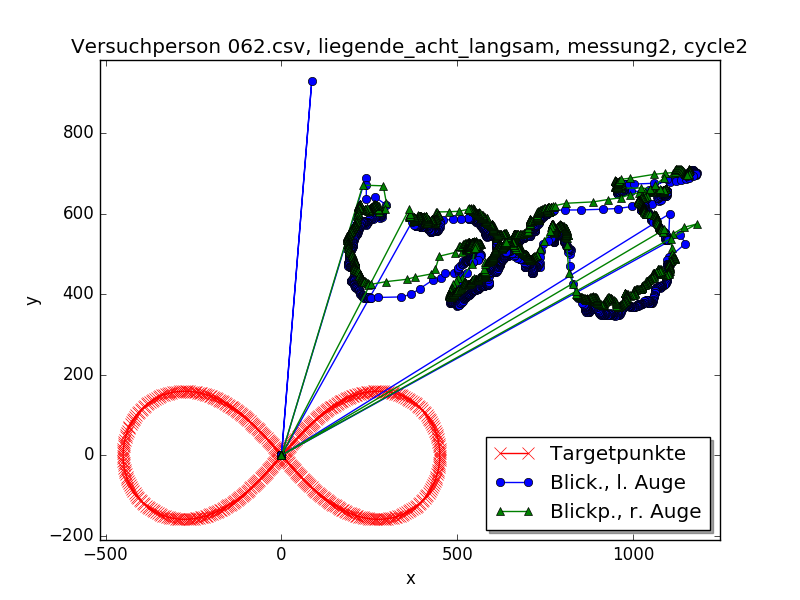 Versuchperson 062.csv, liegende_acht_langsam, messung2, cycle2
y
800
600
400
200
0
−200
−500
0
500
1000
x
Targetpunkte
Blick., l. Auge
Blickp., r. Auge